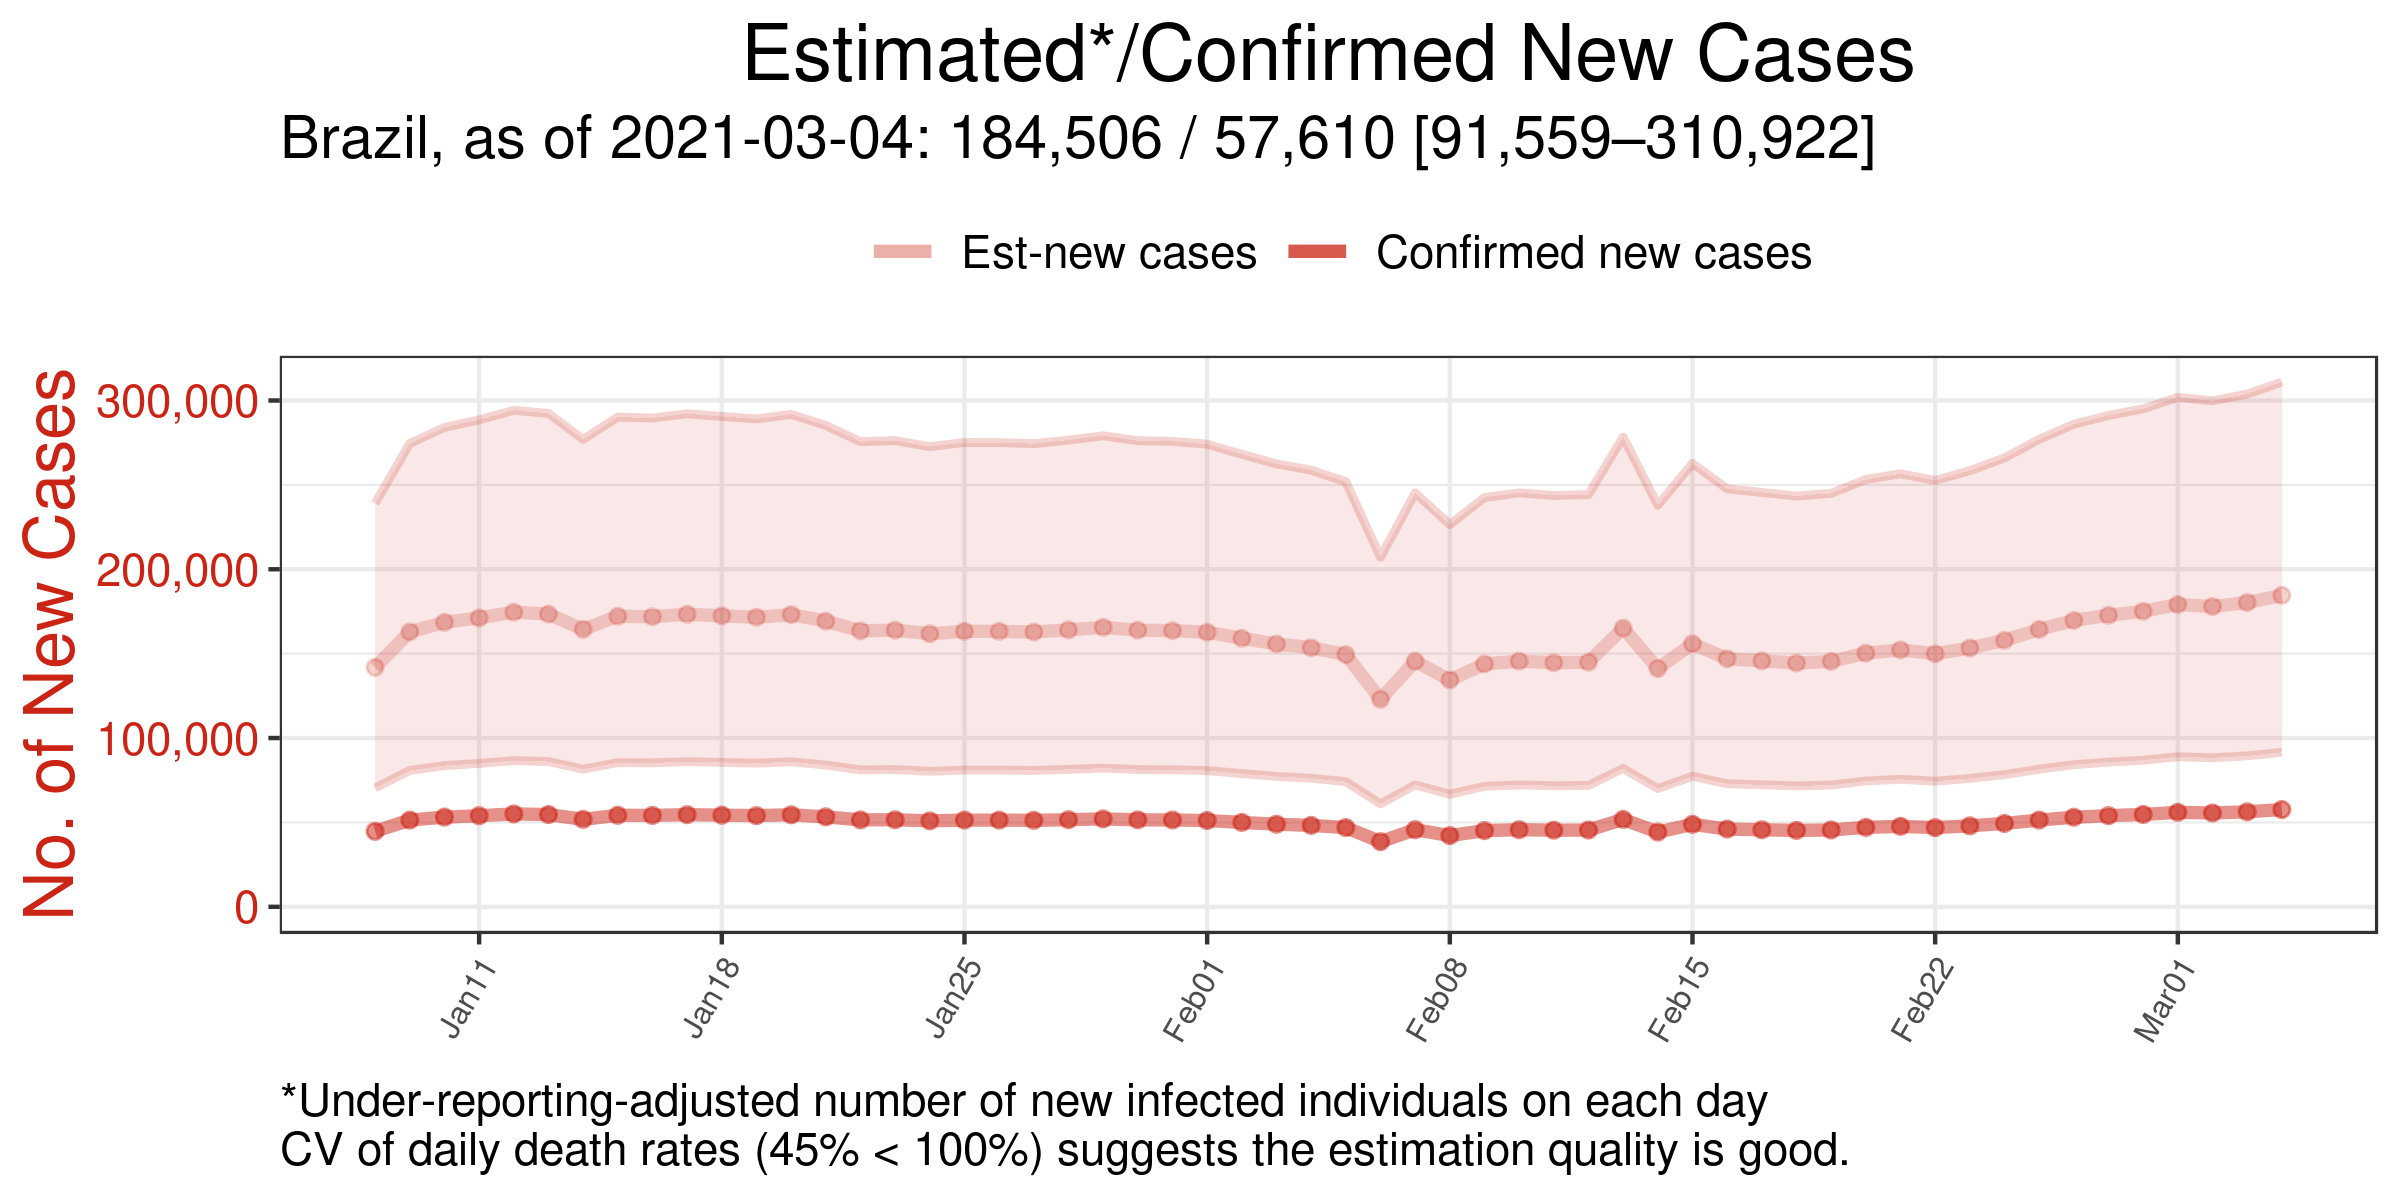 Estimated*/Confirmed New Cases
Brazil, as of 2021-03-04: 184,506 / 57,610 [91,559–310,922]
Est-new cases
Confirmed new cases
No. of New Cases
300,000
200,000
100,000
0
Jan11
Jan18
Jan25
Feb01
Feb08
Feb15
Feb22
Mar01
*Under-reporting-adjusted number of new infected individuals on each day
CV of daily death rates (45% < 100%) suggests the estimation quality is good.